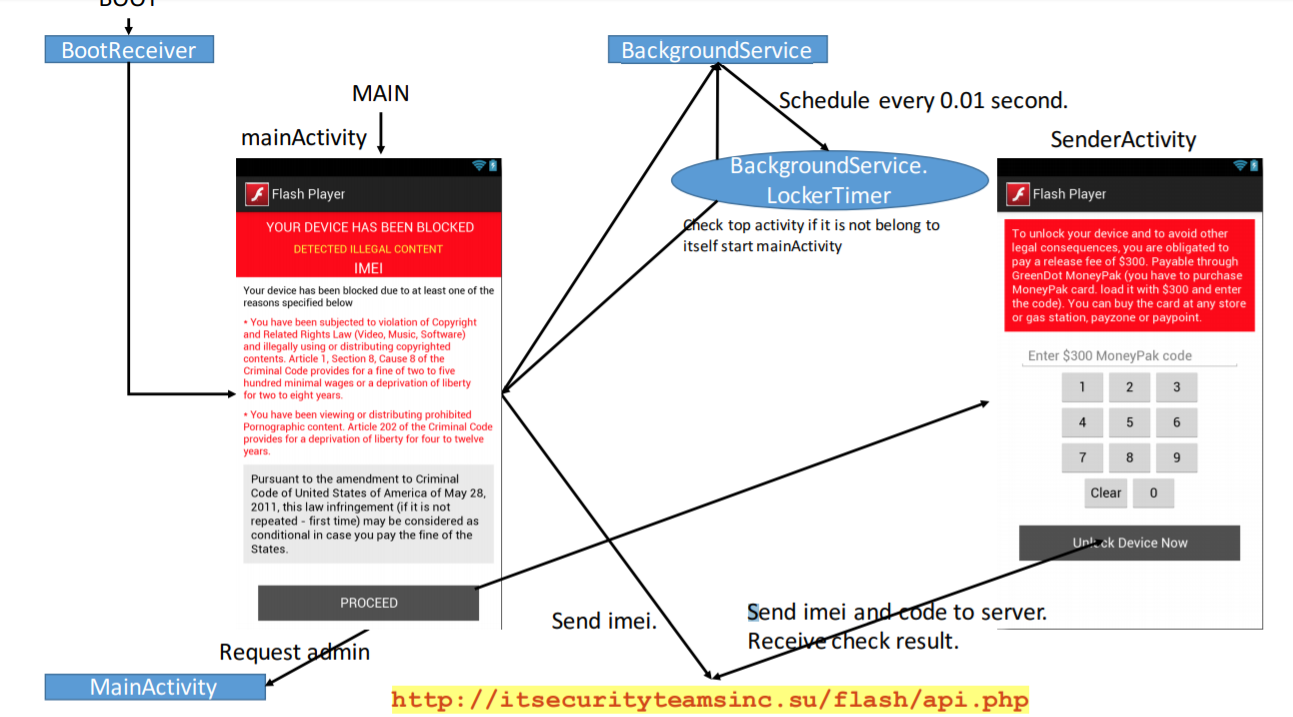 BOOT
BootReceiver
BackgroundService
MAIN
Schedule every 0.01 second.
mainActivity
SenderActivity
BackgroundService.
LockerTimer
Flash Player
YOUR DEVICE HAS BEEN BLOCKED
DETECTED ILLEGAL CONTENT
IMEI
Your device has been blocked due to at least one of the
reasons specified below
* You have been subjected to violation of Copyright
and Related Rights Law (Video, Music, Software)
and illegally using or distributing copyrighted
contents. Article 1, Section 8, Cause 8 of the
Criminal Code provides for a fine of two to five
hundred minimal wages or a deprivation of liberty
for two to eight years.
* You have been viewing or distributing prohibited
Pornographic content. Article 202 of the Criminal Code
provides for a deprivation of liberty for four to twelve
years.
Pursuant to the amendment to Criminal
Code of United States of America of May 28,
2011, this law infringement (if it is not
repeated - first time) may be considered as
conditional in case you pay the fine of the
States.
PROCEED
Check top activity if it is not belong to
itself start mainActivity
Flash Player
To unlock your device and to avoid other
legal consequences, you are obligated to
pay a release fee of $300. Payable through
GreenDot MoneyPak (you have to purchase
MoneyPak card. load it with $300 and enter
the code). You can buy the card at any store
or gas station, payzone or paypoint.
Enter $300 MoneyPak code
1 2 3
4 5 6
7 8 9
Clear 0
Unlock Device Now
Send imei.
Send imei and code to server.
Receive check result.
Request admin
MainActivity
http://itsecurityteamsinc.su/flash/api.php